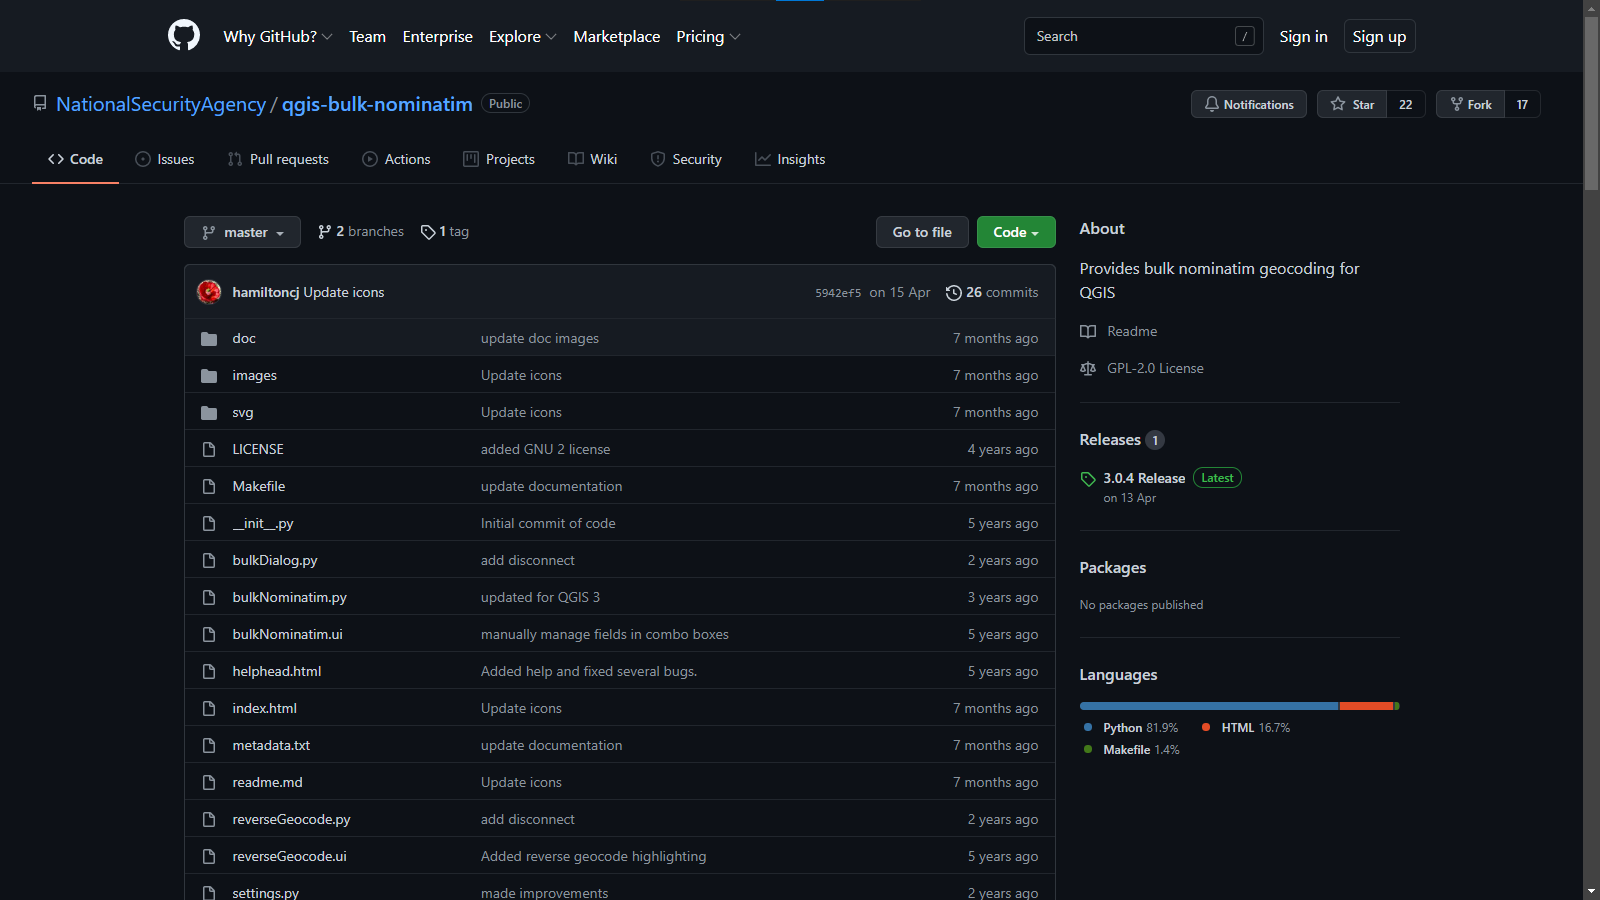 Why GitHub? Team Enterprise Explore Marketplace Pricing Search / Sign in Sign up
NationalSecurityAgency / qgis-bulk-nominatim Public Notifications Star 22 Fork 17
Code Issues Pull requests Actions Projects Wiki Security Insights
master 2 branches 1 tag Go to file Code
hamiltoncj Update icons 5942ef5 on 15 Apr 26 commits
doc update doc images 7 months ago
images Update icons 7 months ago
svg Update icons 7 months ago
LICENSE added GNU 2 license 4 years ago
Makefile update documentation 7 months ago
__init__.py Initial commit of code 5 years ago
bulkDialog.py add disconnect 2 years ago
bulkNominatim.py updated for QGIS 3 3 years ago
bulkNominatim.ui manually manage fields in combo boxes 5 years ago
helphead.html Added help and fixed several bugs. 5 years ago
index.html Update icons 7 months ago
metadata.txt update documentation 7 months ago
readme.md Update icons 7 months ago
reverseGeocode.py add disconnect 2 years ago
reverseGeocode.ui Added reverse geocode highlighting 5 years ago
settings.py made improvements 2 years ago
About
Provides bulk nominatim geocoding for
QGIS
Readme
GPL-2.0 License
Releases 1
3.0.4 Release Latest
on 13 Apr
Packages
No packages published
Languages
Python 81.9% HTML 16.7%
Makefile 1.4%